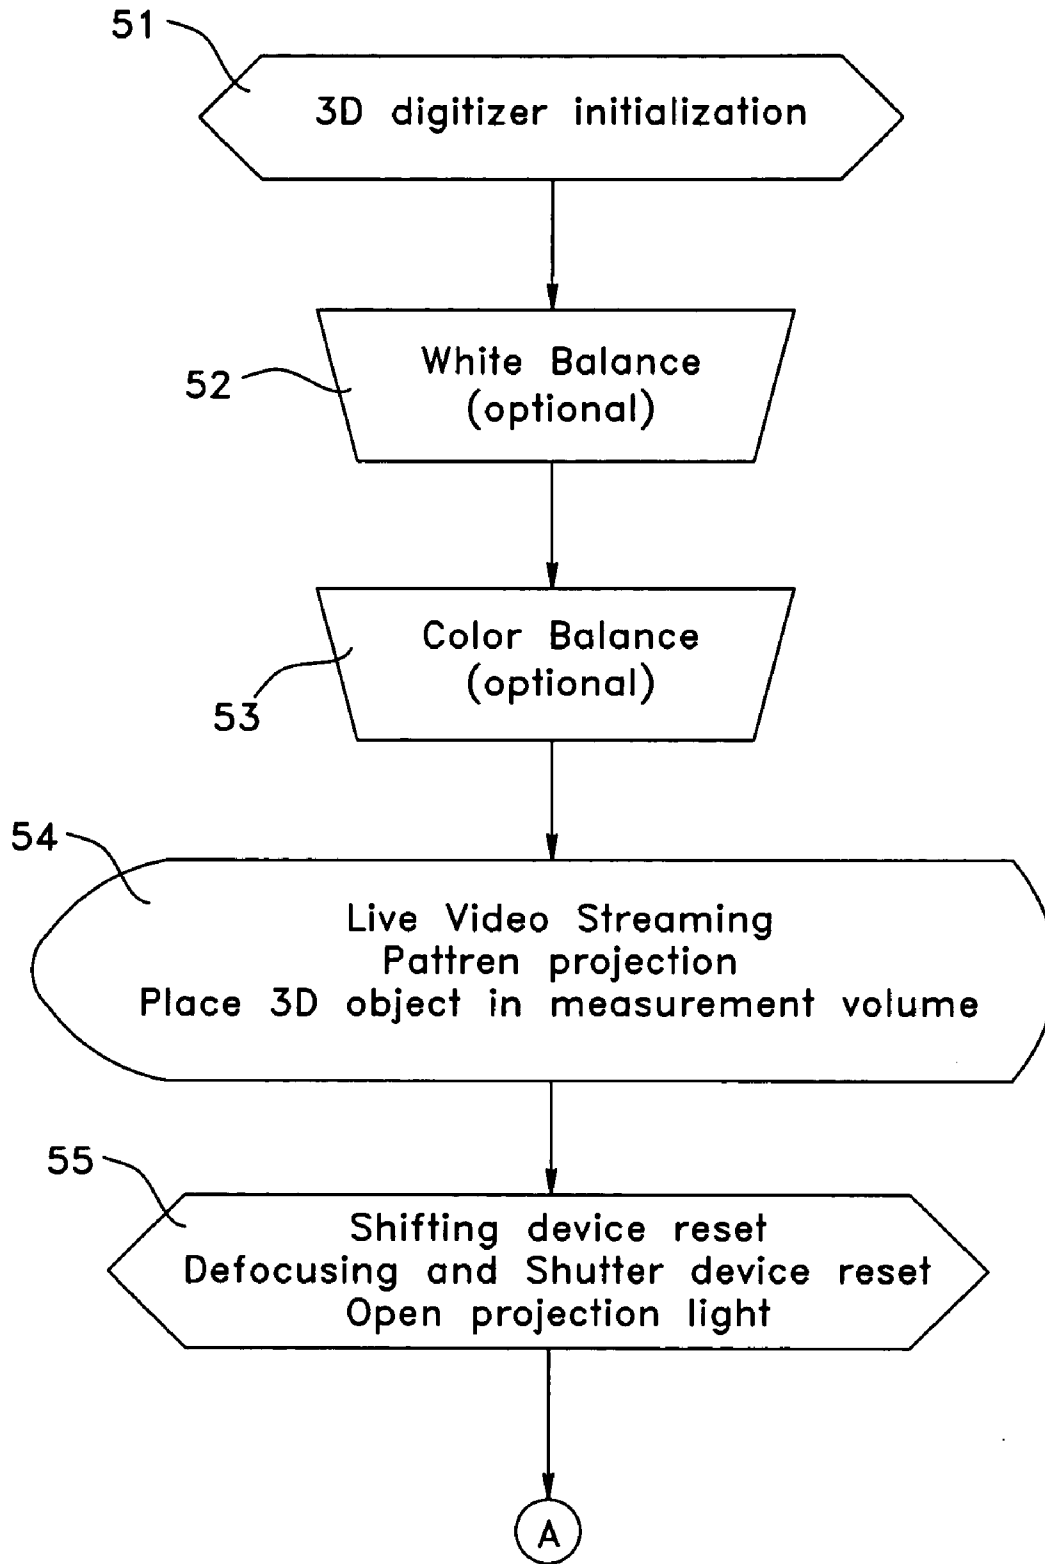 51
3D digitizer initialization
52
White Balance
(optional)
53
Color Balance
(optional)
54
Live Video Streaming
Pattren projection
Place 3D object in measurement volume
55
Shifting device reset
Defocusing and Shutter device reset
Open projection light
A